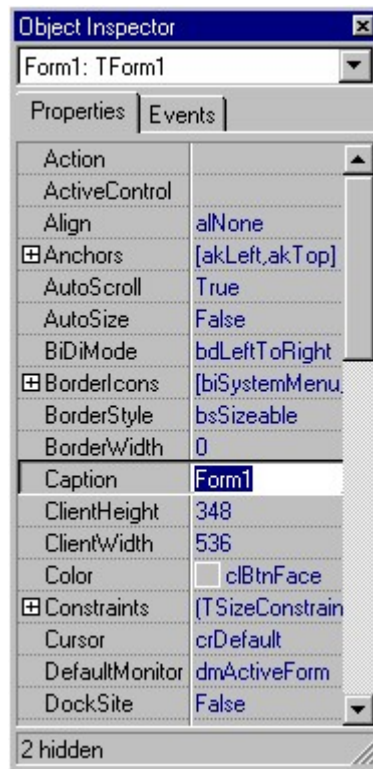 Object Inspector
Form1: TForm1
Properties Events
Action
ActiveControl
Align alNone
Anchors [akLeft,akTop]
AutoScroll True
AutoSize False
BiDiMode bdLeftToRight
BorderIcons [biSystemMenu,
BorderStyle bsSizeable
BorderWidth 0
Caption Form1
ClientHeight 348
ClientWidth 536
Color clBtnFace
Constraints (TSizeConstrain
Cursor crDefault
DefaultMonitor dmActiveForm
DockSite False
2 hidden